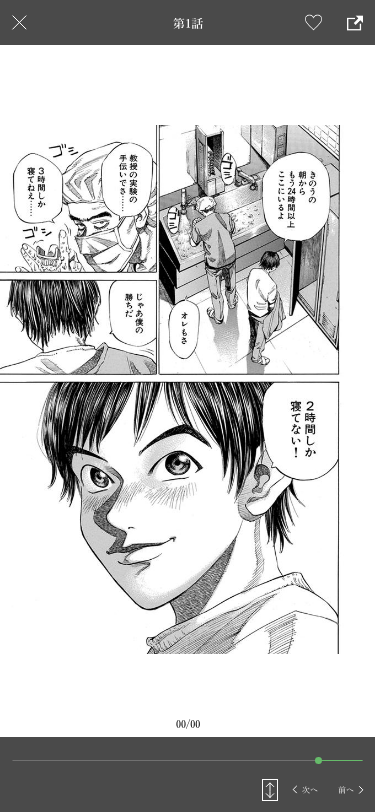 第1話
きのうの
朝から
もう24時間以上
ここにいるよ
ゴシ
ゴシ
オレもさ
教授の実験の
手伝いでさ……
3時間しか
寝てねえ……
ゴシ
ゴシ
じゃあ僕の
勝ちだ
2時間しか
寝てない!
00/00
次へ
前へ